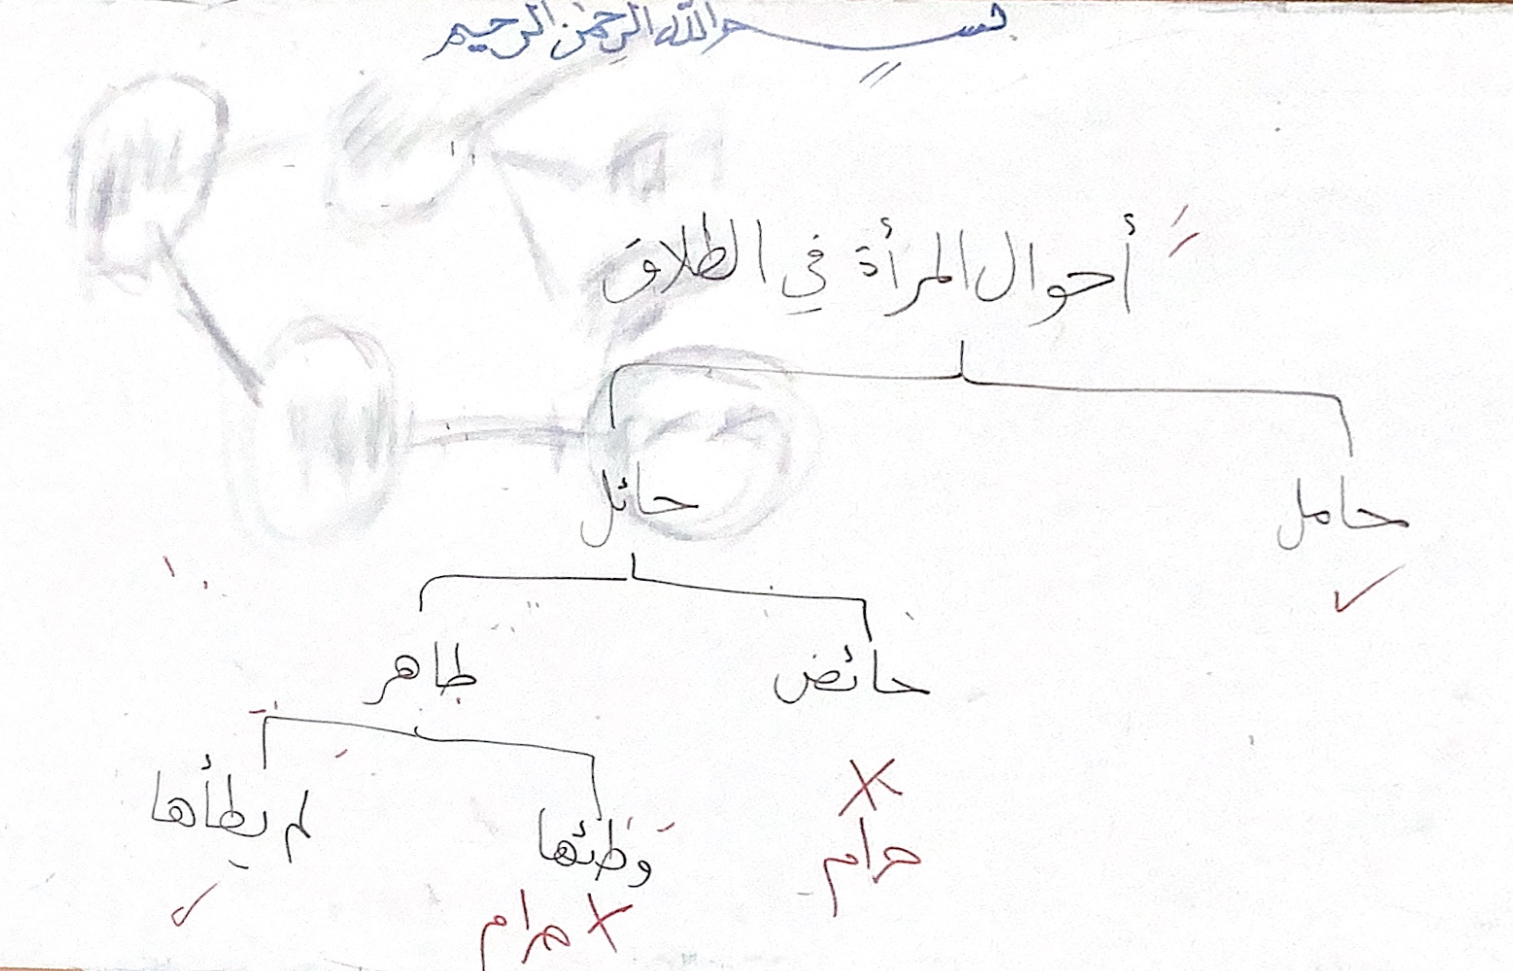 بسم الله الرحمن الرحيم
أحوال المرأة في الطلاق
حامل
حائل
✓
حائض
طاهر
✗
حرام
وطئها
لم يطأها
✗ حرام
✓